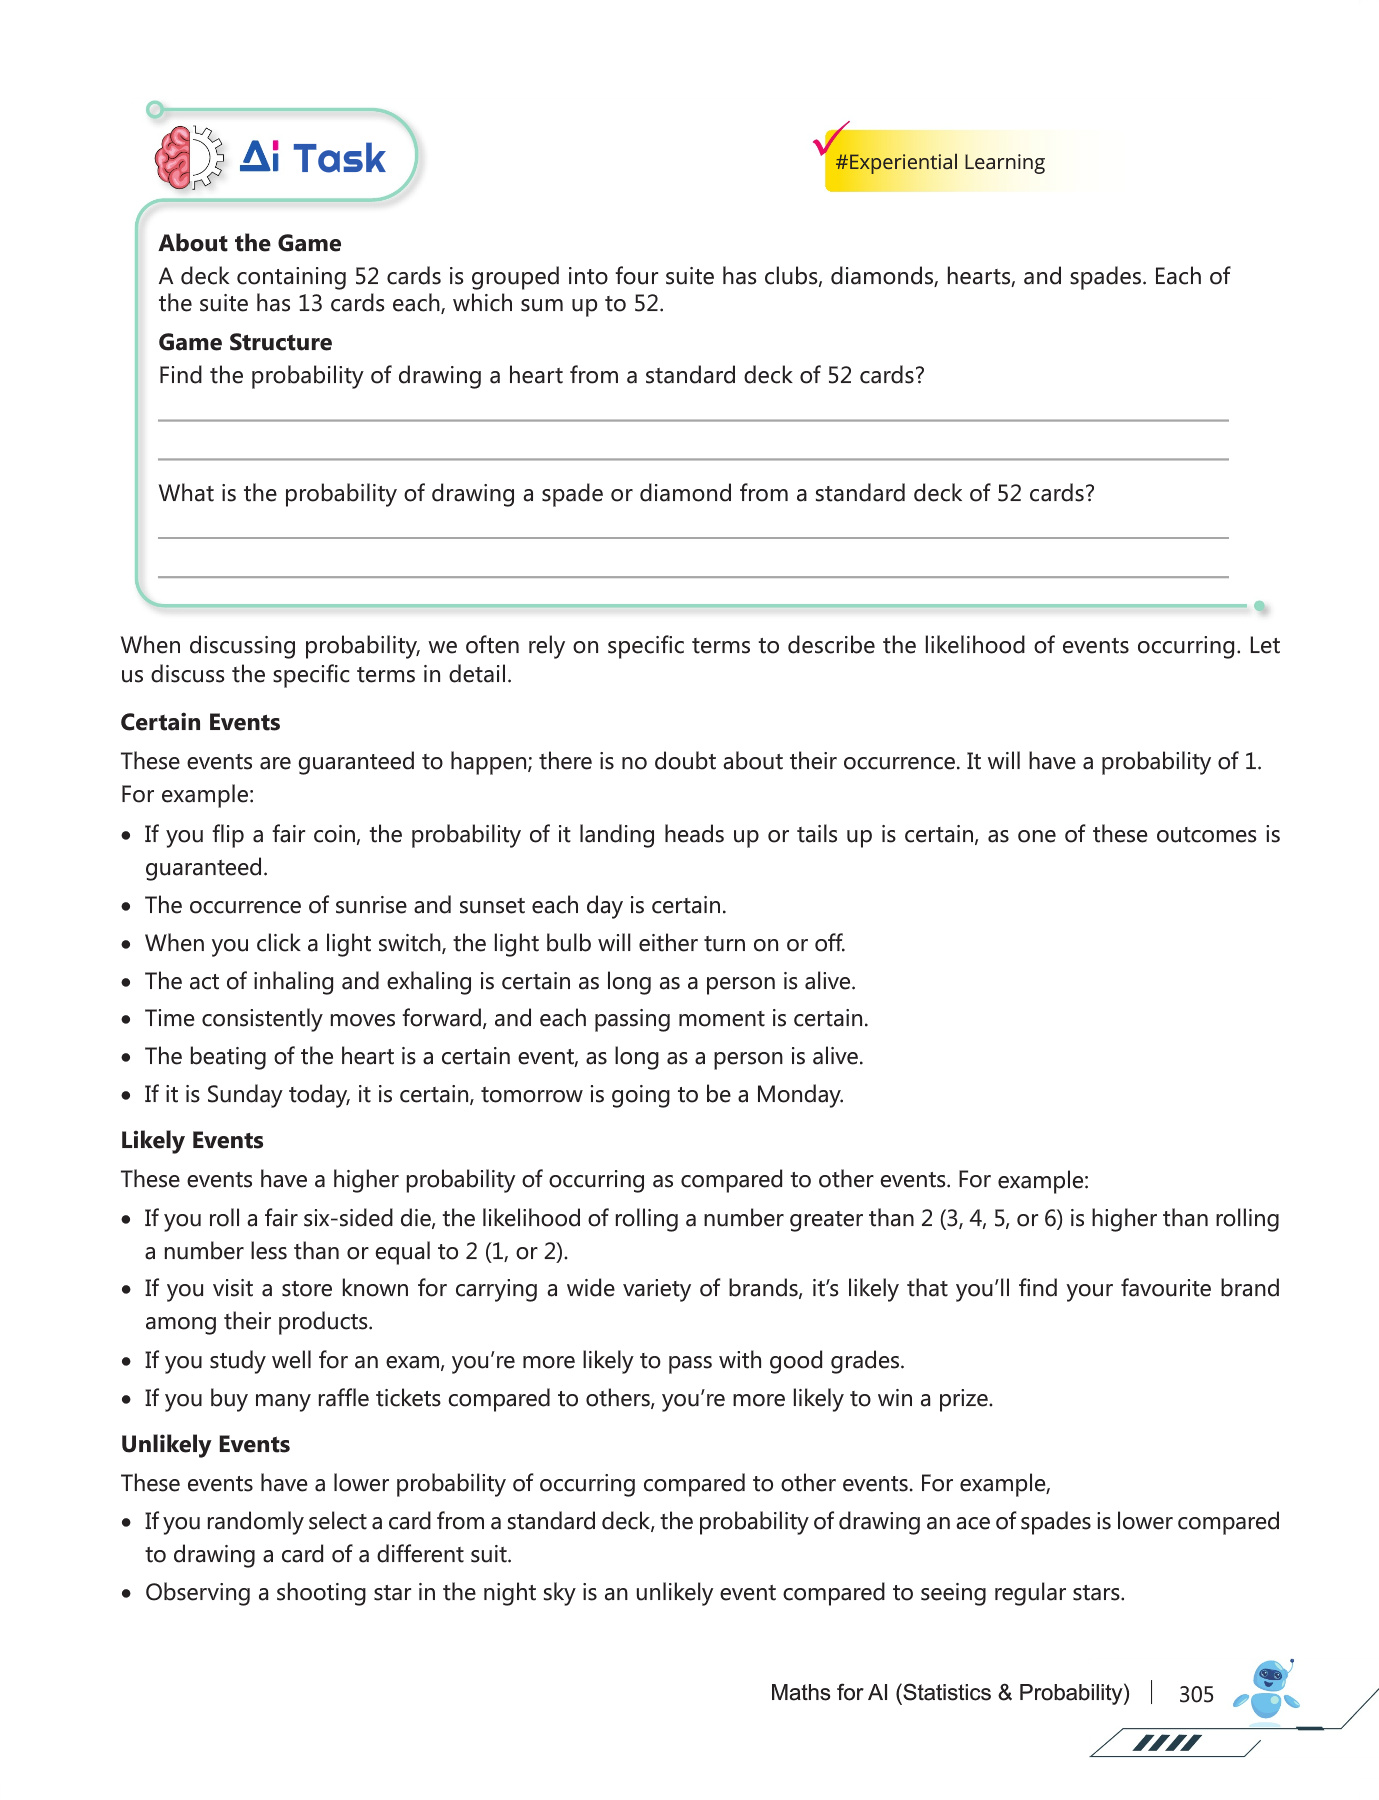 Ai Task
#Experiential Learning
About the Game
A deck containing 52 cards is grouped into four suite has clubs, diamonds, hearts, and spades. Each of
the suite has 13 cards each, which sum up to 52.
Game Structure
Find the probability of drawing a heart from a standard deck of 52 cards?
What is the probability of drawing a spade or diamond from a standard deck of 52 cards?
When discussing probability, we often rely on specific terms to describe the likelihood of events occurring. Let
us discuss the specific terms in detail.
Certain Events
These events are guaranteed to happen; there is no doubt about their occurrence. It will have a probability of 1.
For example:
• If you flip a fair coin, the probability of it landing heads up or tails up is certain, as one of these outcomes is
guaranteed.
• The occurrence of sunrise and sunset each day is certain.
• When you click a light switch, the light bulb will either turn on or off.
• The act of inhaling and exhaling is certain as long as a person is alive.
• Time consistently moves forward, and each passing moment is certain.
• The beating of the heart is a certain event, as long as a person is alive.
• If it is Sunday today, it is certain, tomorrow is going to be a Monday.
Likely Events
These events have a higher probability of occurring as compared to other events. For example:
• If you roll a fair six-sided die, the likelihood of rolling a number greater than 2 (3, 4, 5, or 6) is higher than rolling
a number less than or equal to 2 (1, or 2).
• If you visit a store known for carrying a wide variety of brands, it’s likely that you’ll find your favourite brand
among their products.
• If you study well for an exam, you’re more likely to pass with good grades.
• If you buy many raffle tickets compared to others, you’re more likely to win a prize.
Unlikely Events
These events have a lower probability of occurring compared to other events. For example,
• If you randomly select a card from a standard deck, the probability of drawing an ace of spades is lower compared
to drawing a card of a different suit.
• Observing a shooting star in the night sky is an unlikely event compared to seeing regular stars.
Maths for AI (Statistics & Probability) | 305